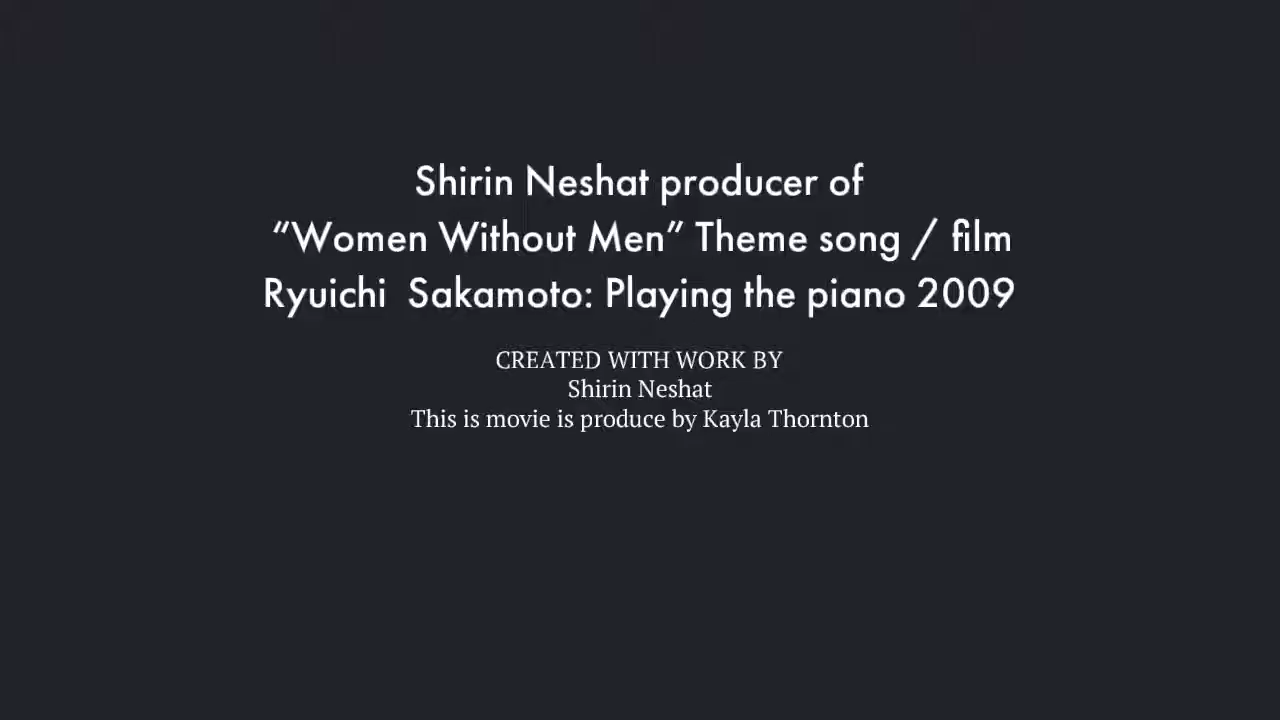 Shirin Neshat producer of
“Women Without Men” Theme song / film
Ryuichi  Sakamoto: Playing the piano 2009
CREATED WITH WORK BY
Shirin Neshat
This is movie is produce by Kayla Thornton